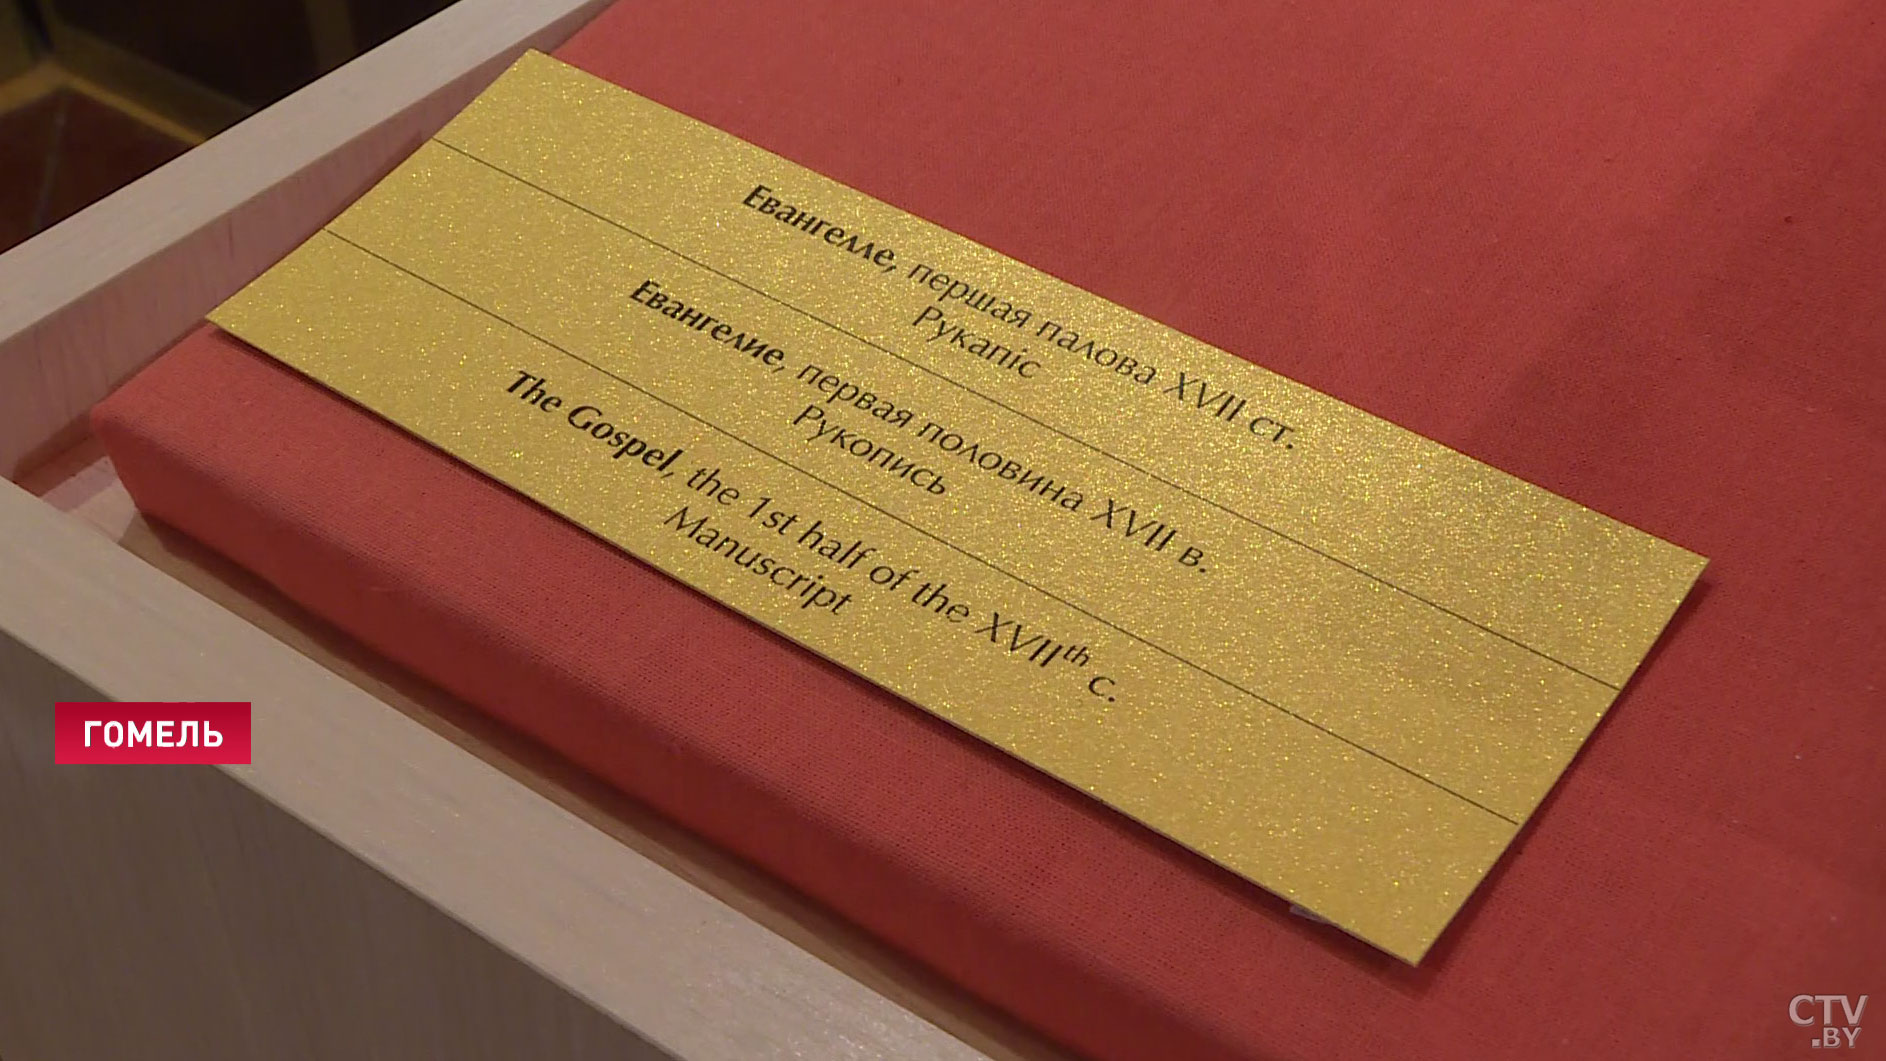 Евангелле, першая палова XVII ст.
Рукапіс
Евангелие, первая половина XVII в.
Рукопись
The Gospel, the 1st half of the XVIIth c.
Manuscript
ГОМЕЛЬ
CTV
.BY